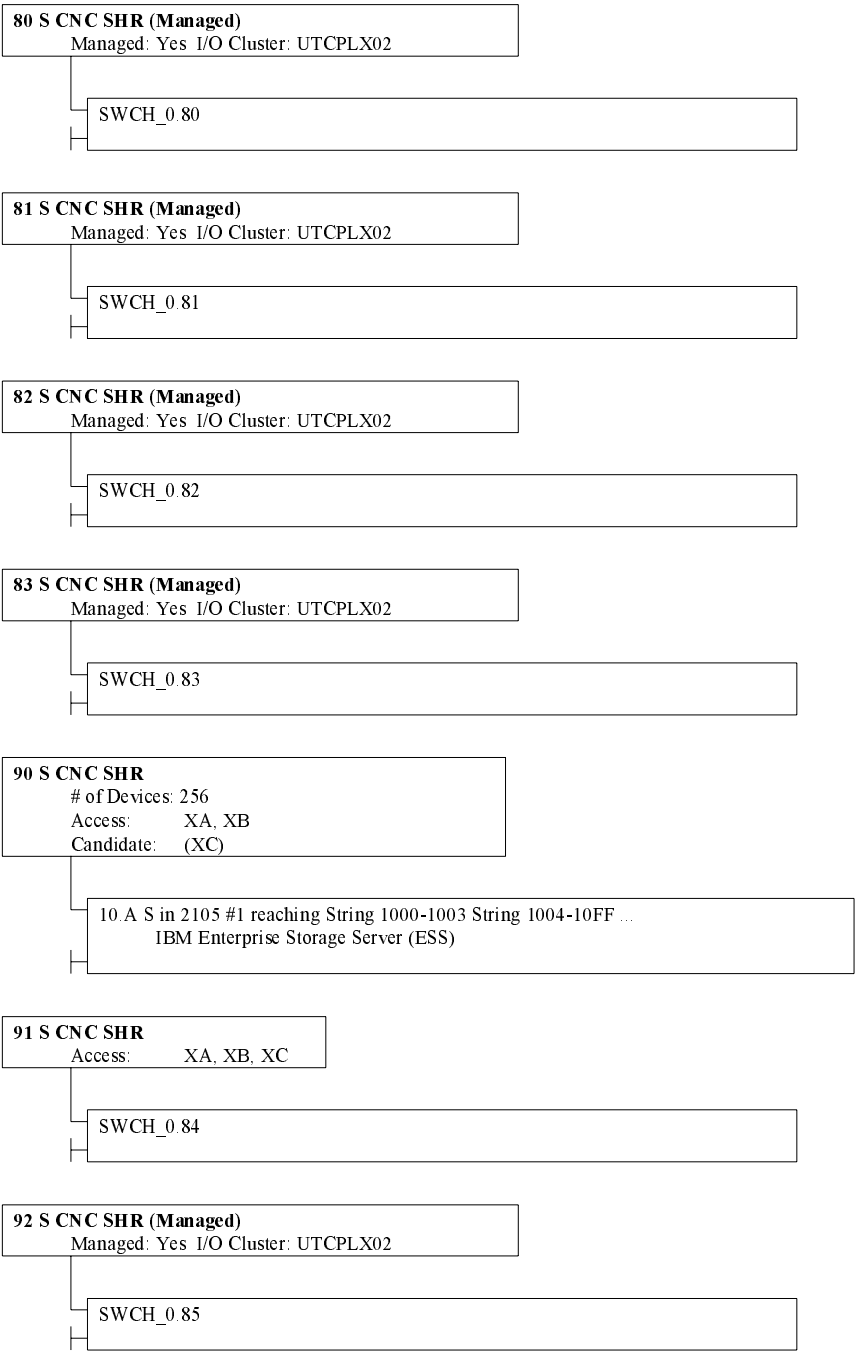 80 S CNC SHR (Managed)
Managed: Yes I/O Cluster: UTCPLX02
SWCH_0.80
81 S CNC SHR (Managed)
Managed: Yes I/O Cluster: UTCPLX02
SWCH_0.81
82 S CNC SHR (Managed)
Managed: Yes I/O Cluster: UTCPLX02
SWCH_0.82
83 S CNC SHR (Managed)
Managed: Yes I/O Cluster: UTCPLX02
SWCH_0.83
90 S CNC SHR
# of Devices: 256
Access: XA, XB
Candidate: (XC)
10.A S in 2105 #1 reaching String 1000-1003 String 1004-10FF ...
IBM Enterprise Storage Server (ESS)
91 S CNC SHR
Access: XA, XB, XC
SWCH_0.84
92 S CNC SHR (Managed)
Managed: Yes I/O Cluster: UTCPLX02
SWCH_0.85